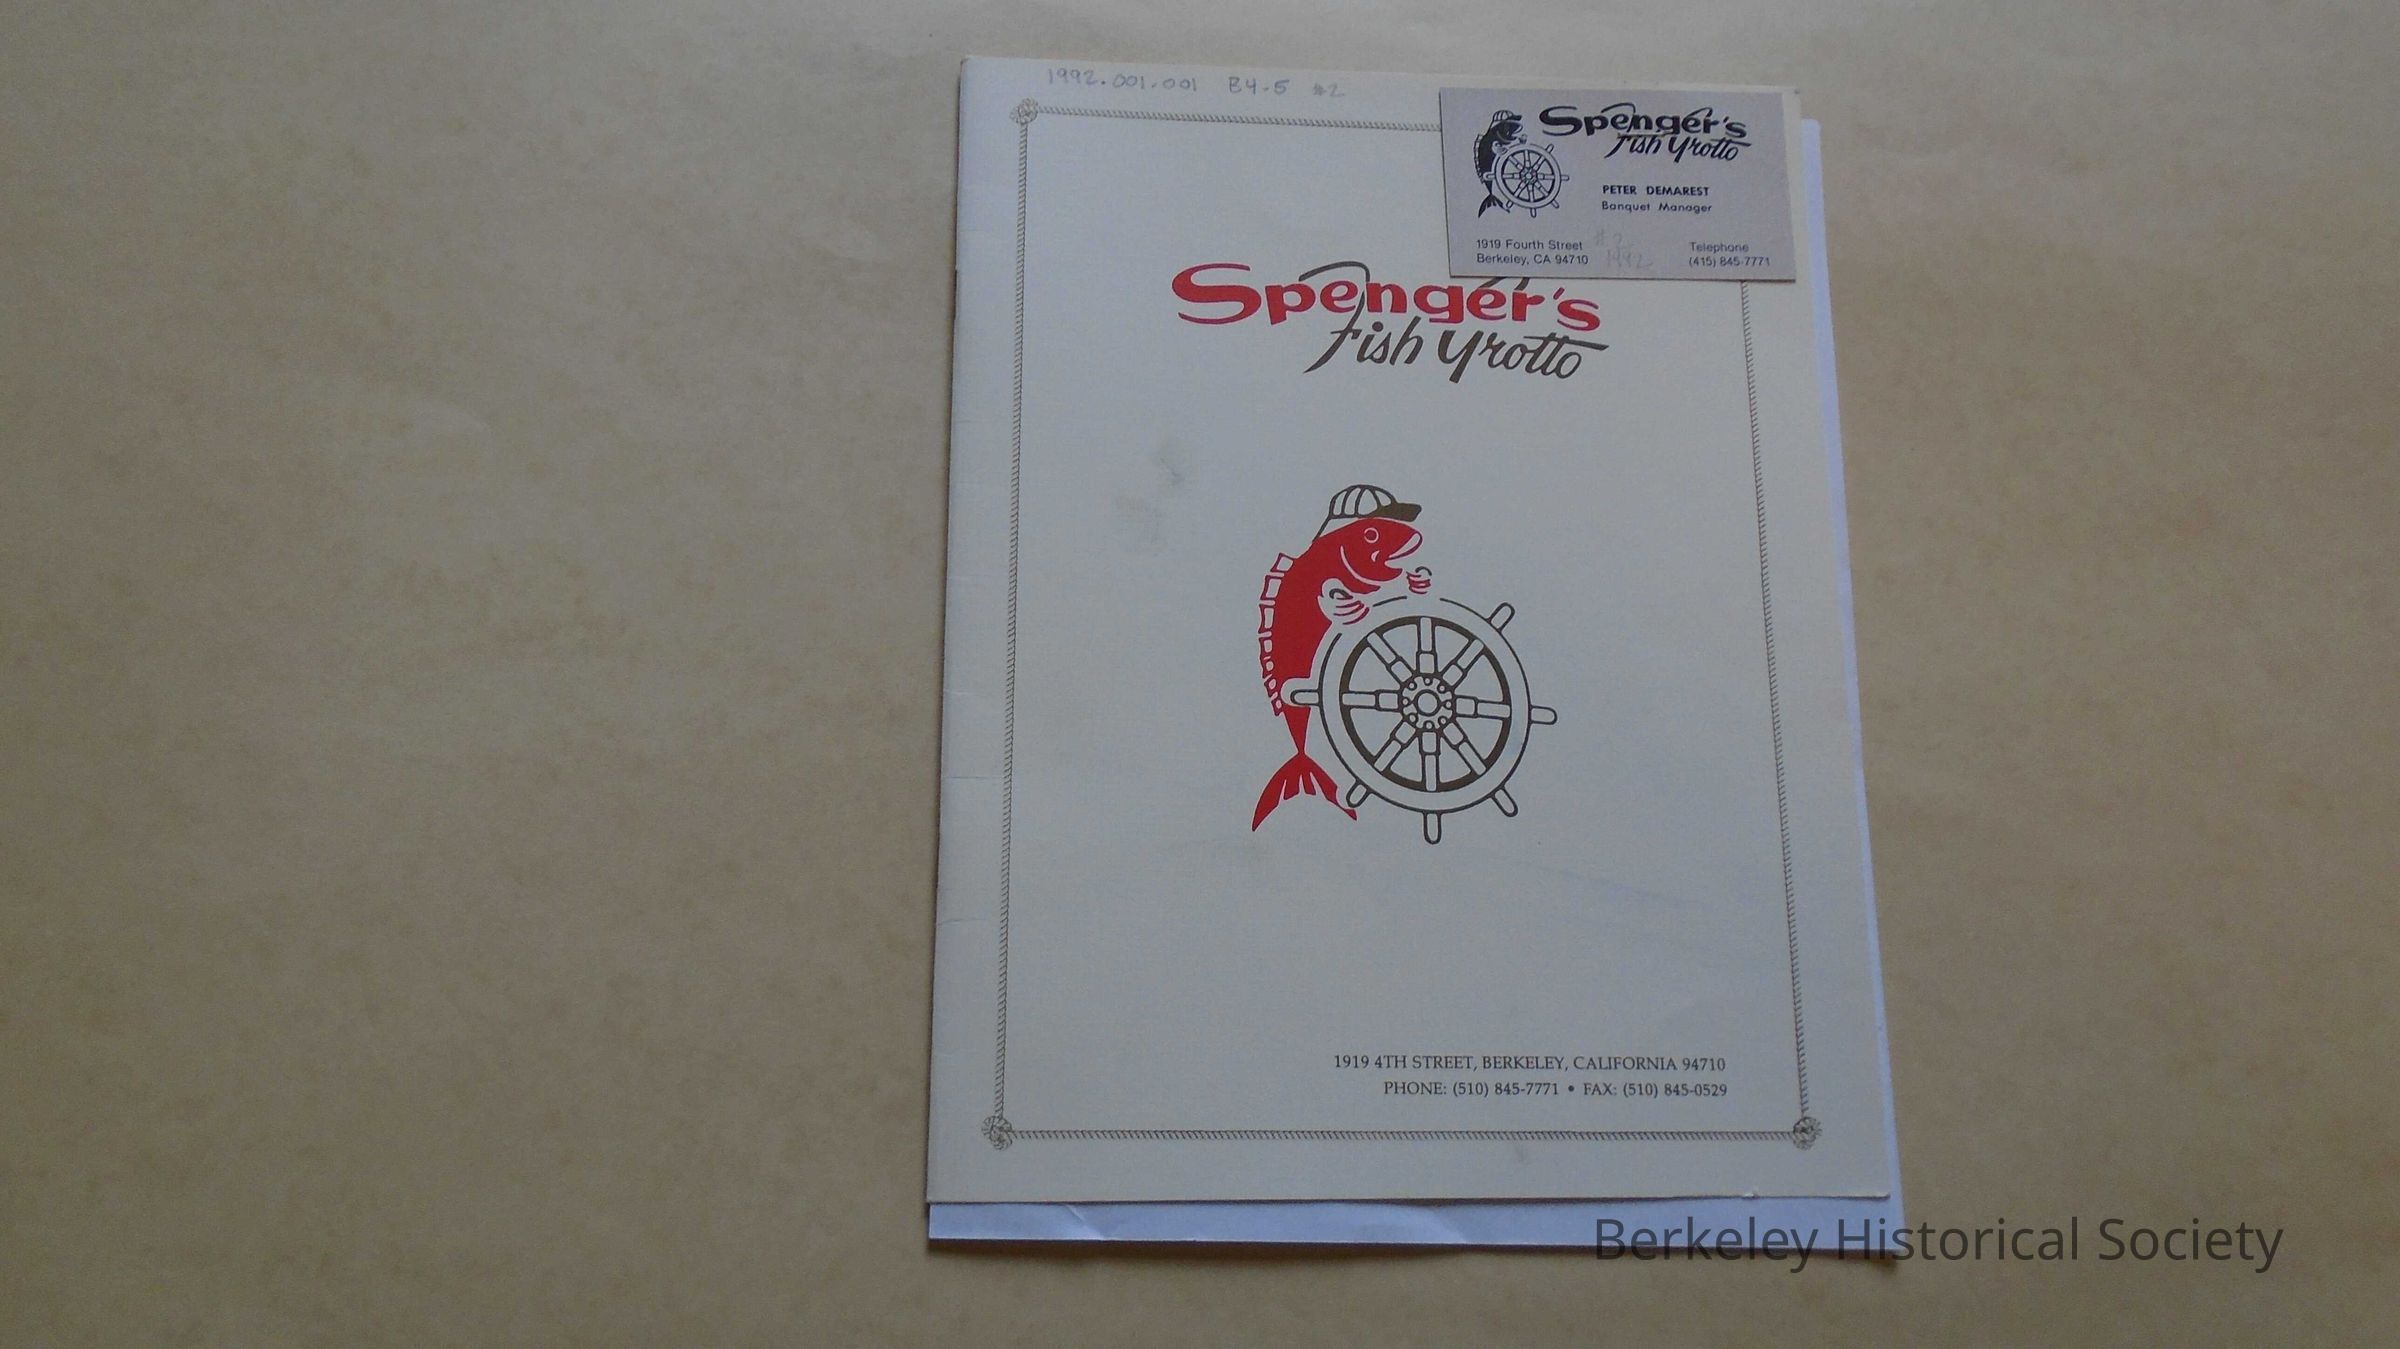 1992.001.001 B4-5 #2
Spenger's
Fish Grotto
PETER DEMAREST
Banquet Manager
1919 Fourth Street
Berkeley, CA 94710
#2
1992
Telephone
(415) 845-7771
Spenger's
Fish Grotto
1919 4TH STREET, BERKELEY, CALIFORNIA 94710
PHONE: (510) 845-7771 • FAX: (510) 845-0529
Berkeley Historical Society